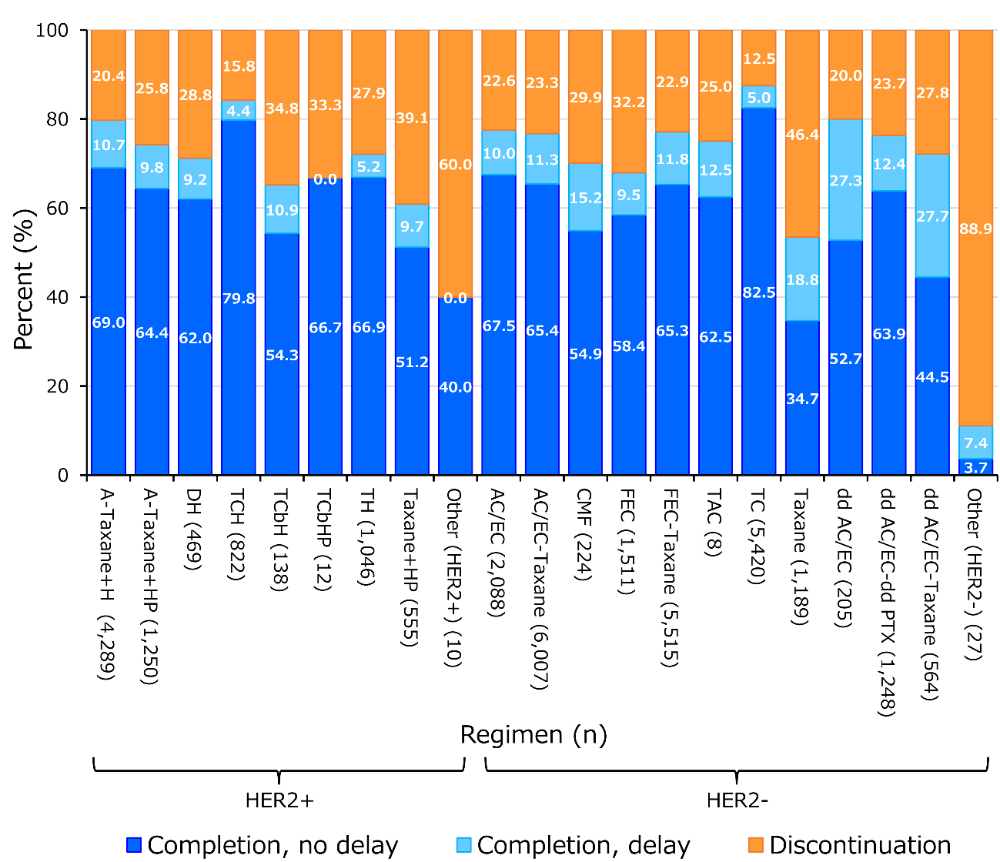 Percent (%)
100
80
60
40
20
0
20.4
10.7
69.0
25.8
9.8
64.4
28.8
9.2
62.0
15.8
4.4
79.8
34.8
10.9
54.3
33.3
0.0
66.7
27.9
5.2
66.9
39.1
9.7
51.2
60.0
0.0
40.0
22.6
10.0
67.5
23.3
11.3
65.4
29.9
15.2
54.9
32.2
9.5
58.4
22.9
11.8
65.3
25.0
12.5
62.5
12.5
5.0
82.5
46.4
18.8
34.7
20.0
27.3
52.7
23.7
12.4
63.9
27.8
27.7
44.5
88.9
7.4
3.7
A-Taxane+H (4,289)
A-Taxane+HP (1,250)
DH (469)
TCH (822)
TCbH (138)
TCbHP (12)
TH (1,046)
Taxane+HP (555)
Other (HER2+) (10)
AC/EC (2,088)
AC/EC-Taxane (6,007)
CMF (224)
FEC (1,511)
FEC-Taxane (5,515)
TAC (8)
TC (5,420)
Taxane (1,189)
dd AC/EC (205)
dd AC/EC-dd PTX (1,248)
dd AC/EC-Taxane (564)
Other (HER2-) (27)
Regimen (n)
HER2+
HER2-
Completion, no delay
Completion, delay
Discontinuation